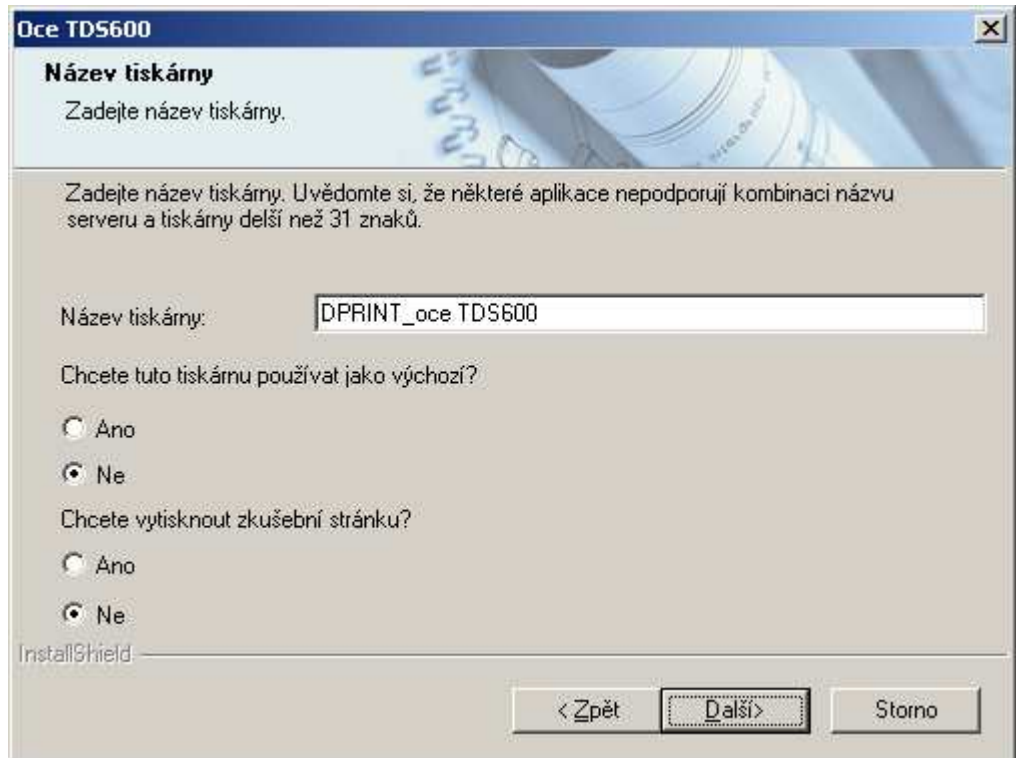 Oce TDS600
Název tiskárny
Zadejte název tiskárny.
Zadejte název tiskárny. Uvědomte si, že některé aplikace nepodporují kombinaci názvu
serveru a tiskárny delší než 31 znaků.
Název tiskárny: DPRINT_oce TDS600
Chcete tuto tiskárnu používat jako výchozí?
Ano
Ne
Chcete vytisknout zkušební stránku?
Ano
Ne
InstallShield
< Zpět Další> Storno